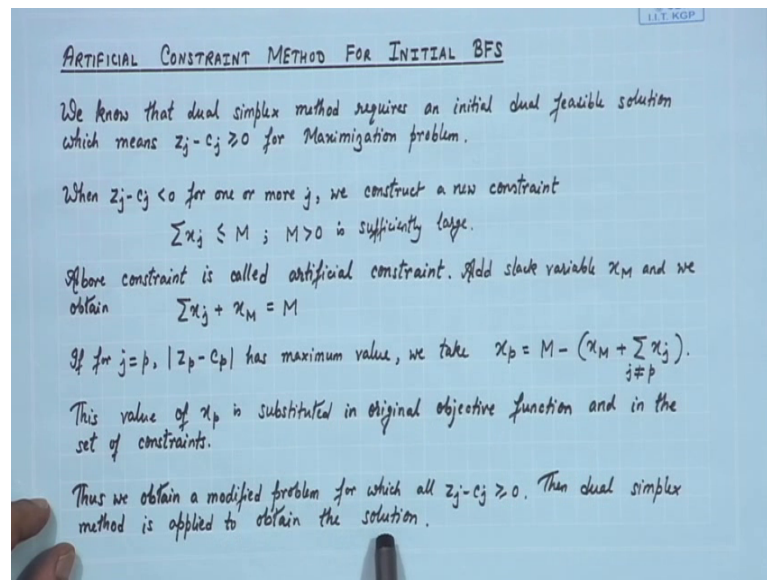 I.I.T. KGP
ARTIFICIAL CONSTRAINT METHOD FOR INITIAL BFS
We know that dual simplex method requires an initial dual feasible solution
which means zj - cj ≥ 0 for Maximization problem.
When zj - cj < 0 for one or more j, we construct a new constraint
∑xj ≤ M ; M>0 is sufficiently large.
Above constraint is called artificial constraint. Add slack variable xM and we
obtain ∑xj + xM = M
If for j=p, |zp - cp| has maximum value, we take xp = M - (xM + ∑xj).
j≠p
This value of xp is substituted in original objective function and in the
set of constraints.
Thus we obtain a modified problem for which all zj - cj ≥ 0. Then dual simplex
method is applied to obtain the solution.